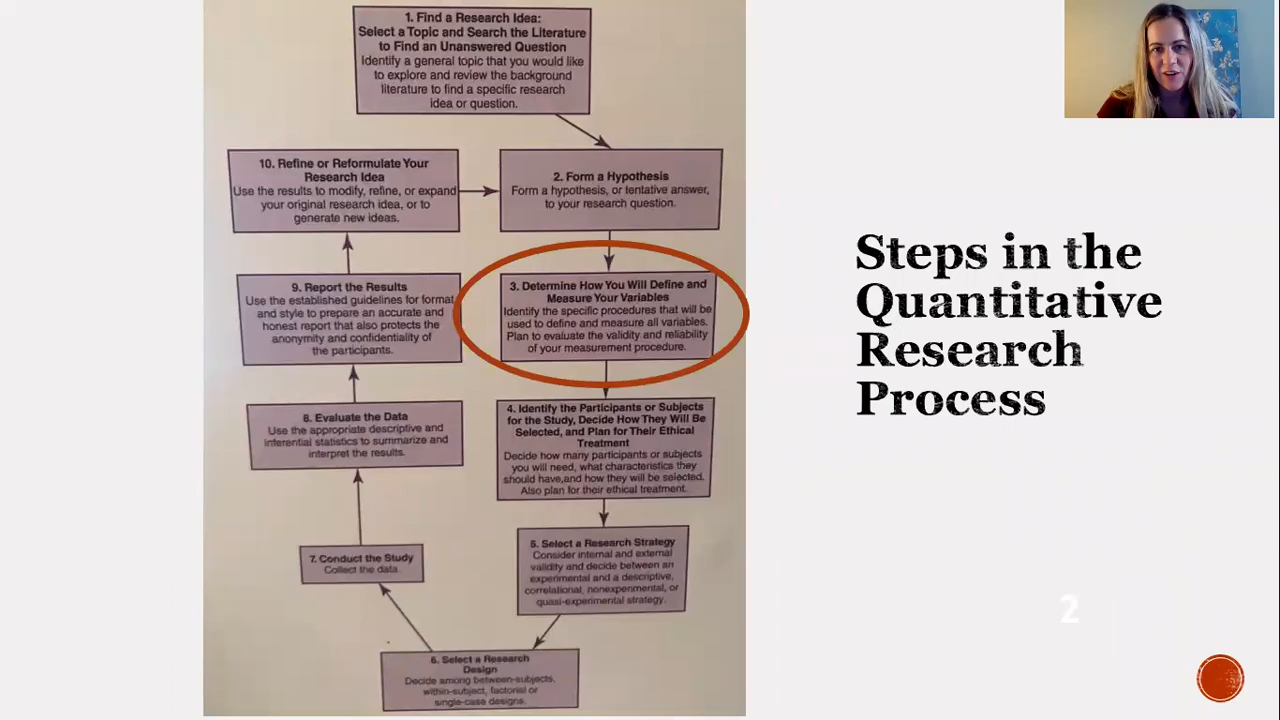 1. Find a Research Idea:
Select a Topic and Search the Literature
to Find an Unanswered Question
Identify a general topic that you would like
to explore and review the background
literature to find a specific research
idea or question.
10. Refine or Reformulate Your
Research Idea
Use the results to modify, refine, or expand
your original research idea, or to
generate new ideas.
2. Form a Hypothesis
Form a hypothesis, or tentative answer,
to your research question.
3. Determine How You Will Define and
Measure Your Variables
Identify the specific procedures that will be
used to define and measure all variables.
Plan to evaluate the validity and reliability
of your measurement procedure.
9. Report the Results
Use the established guidelines for format
and style to prepare an accurate and
honest report that also protects the
anonymity and confidentiality of
the participants.
4. Identify the Participants or Subjects
for the Study, Decide How They Will Be
Selected, and Plan for Their Ethical
Treatment
Decide how many participants or subjects
you will need, what characteristics they
should have,and how they will be selected.
Also plan for their ethical treatment.
8. Evaluate the Data
Use the appropriate descriptive and
inferential statistics to summarize and
interpret the results.
5. Select a Research Strategy
Consider internal and external
validity and decide between an
experimental and a descriptive,
correlational, nonexperimental, or
quasi-experimental strategy.
7. Conduct the Study
Collect the data.
6. Select a Research
Design
Decide among between-subjects,
within-subject, factorial or
single-case designs.
Steps in the
Quantitative
Research
Process
2